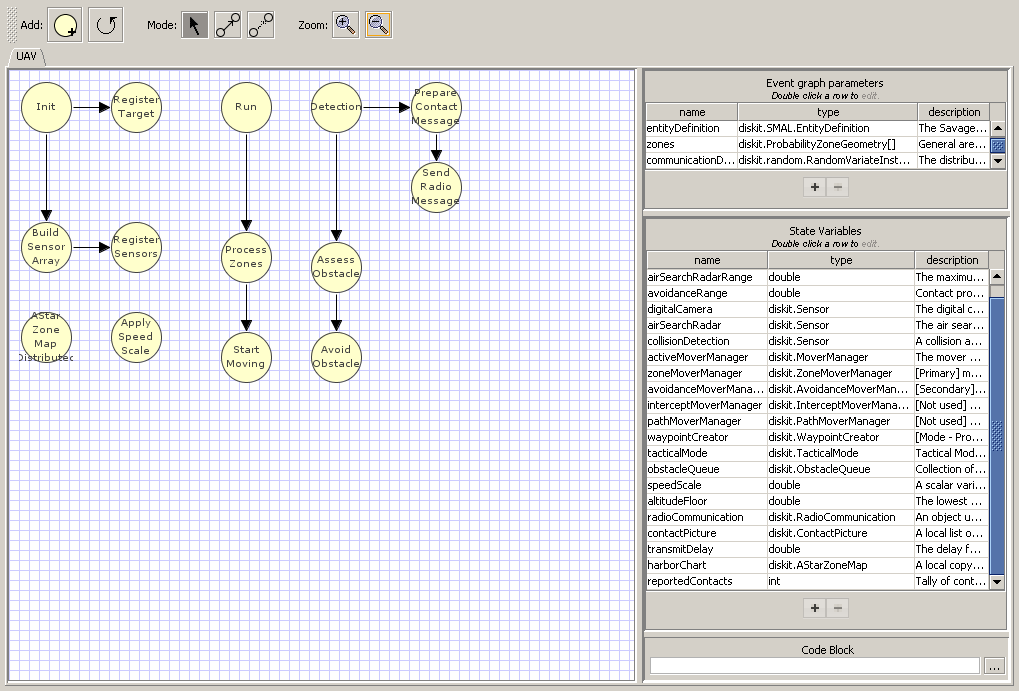 Add:
Mode:
Zoom:
UAV
Init
Register
Target
Run
Detection
Prepare
Contact
Message
Send
Radio
Message
Build
Sensor
Array
Register
Sensors
Process
Zones
Assess
Obstacle
AStar
Zone
Map
Distributed
Apply
Speed
Scale
Start
Moving
Avoid
Obstacle
Event graph parameters
Double click a row to edit.
name type description
entityDefinition diskit.SMAL.EntityDefinition The Savage...
zones diskit.ProbabilityZoneGeometry[] General are...
communicationD... diskit.random.RandomVariateInst... The distribu...
+ −
State Variables
Double click a row to edit.
name type description
airSearchRadarRange double The maximu...
avoidanceRange double Contact pro...
digitalCamera diskit.Sensor The digital c...
airSearchRadar diskit.Sensor The air sear...
collisionDetection diskit.Sensor A collision a...
activeMoverManager diskit.MoverManager The mover ...
zoneMoverManager diskit.ZoneMoverManager [Primary] m...
avoidanceMoverMana... diskit.AvoidanceMoverMan... [Secondary]...
interceptMoverManager diskit.InterceptMoverMana... [Not used] ...
pathMoverManager diskit.PathMoverManager [Not used] ...
waypointCreator diskit.WaypointCreator [Mode - Pro...
tacticalMode diskit.TacticalMode Tactical Mod...
obstacleQueue diskit.ObstacleQueue Collection of...
speedScale double A scalar vari...
altitudeFloor double The lowest ...
radioCommunication diskit.RadioCommunication An object u...
contactPicture diskit.ContactPicture A local list o...
transmitDelay double The delay f...
harborChart diskit.AStarZoneMap A local copy...
reportedContacts int Tally of cont...
+ −
Code Block
...